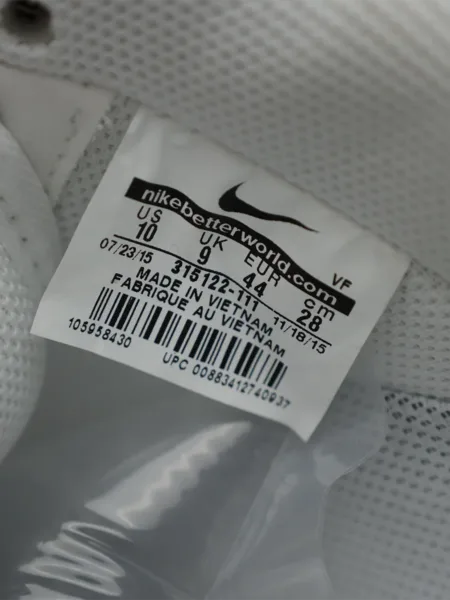 nikebetterworld.com
VF
US UK EUR cm
10 9 44 28
07/23/15 315122-111 11/18/15
MADE IN VIETNAM
FABRIQUE AU VIETNAM
105958430
UPC 00883412740937